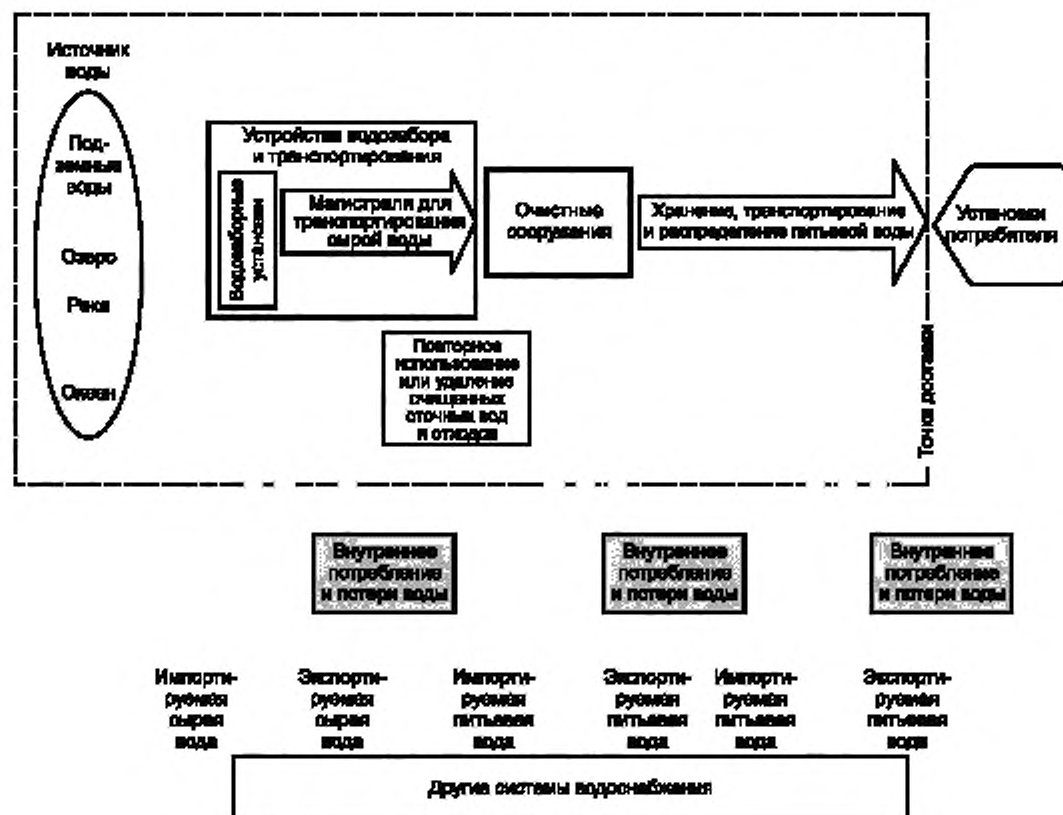 Источник
воды
Под-
земные
воды
Озеро
Река
Океан
Устройства водозабора
и транспортирования
Водозаборные
установки
Магистрали для
транспортирования
сырой воды
Очистные
сооружения
Хранение, транспортирование
и распределение питьевой воды
Установки
потребителя
Повторное
использование
или удаление
очищенных
сточных вод
и отходов
Точка доставки
Внутреннее
потребление
и потери воды
Внутреннее
потребление
и потери воды
Внутреннее
потребление
и потери воды
Импорти-
руемая
сырая
вода
Экспорти-
руемая
сырая
вода
Импорти-
руемая
питьевая
вода
Экспорти-
руемая
питьевая
вода
Импорти-
руемая
питьевая
вода
Экспорти-
руемая
питьевая
вода
Другие системы водоснабжения